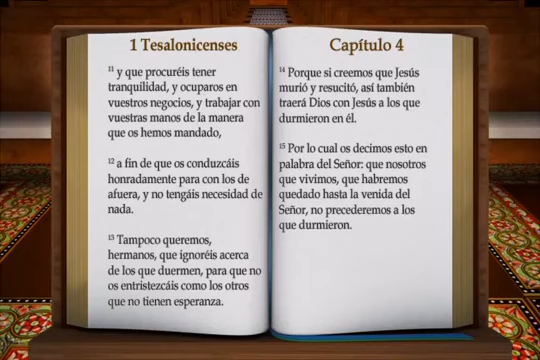 1 Tesalonicenses
11 y que procuréis tener
tranquilidad, y ocuparos en
vuestros negocios, y trabajar con
vuestras manos de la manera
que os hemos mandado,
12 a fin de que os conduzcáis
honradamente para con los de
afuera, y no tengáis necesidad de
nada.
13 Tampoco queremos,
hermanos, que ignoréis acerca
de los que duermen, para que no
os entristezcáis como los otros
que no tienen esperanza.
Capítulo 4
14 Porque si creemos que Jesús
murió y resucitó, así también
traerá Dios con Jesús a los que
durmieron en él.
15 Por lo cual os decimos esto en
palabra del Señor: que nosotros
que vivimos, que habremos
quedado hasta la venida del
Señor, no precederemos a los
que durmieron.